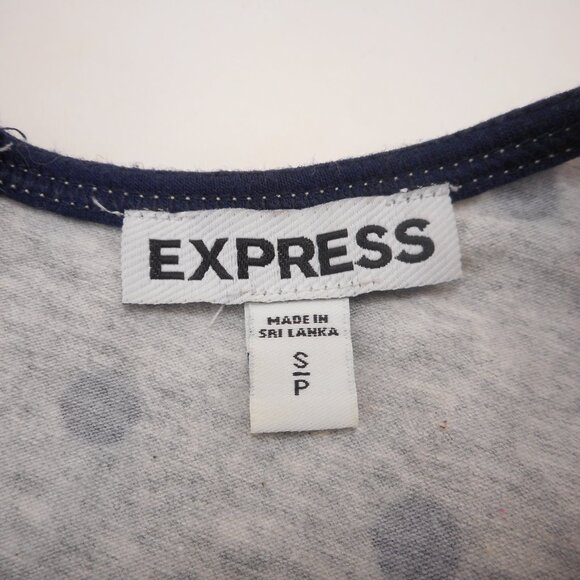 EXPRESS
MADE IN
SRI LANKA
S
P